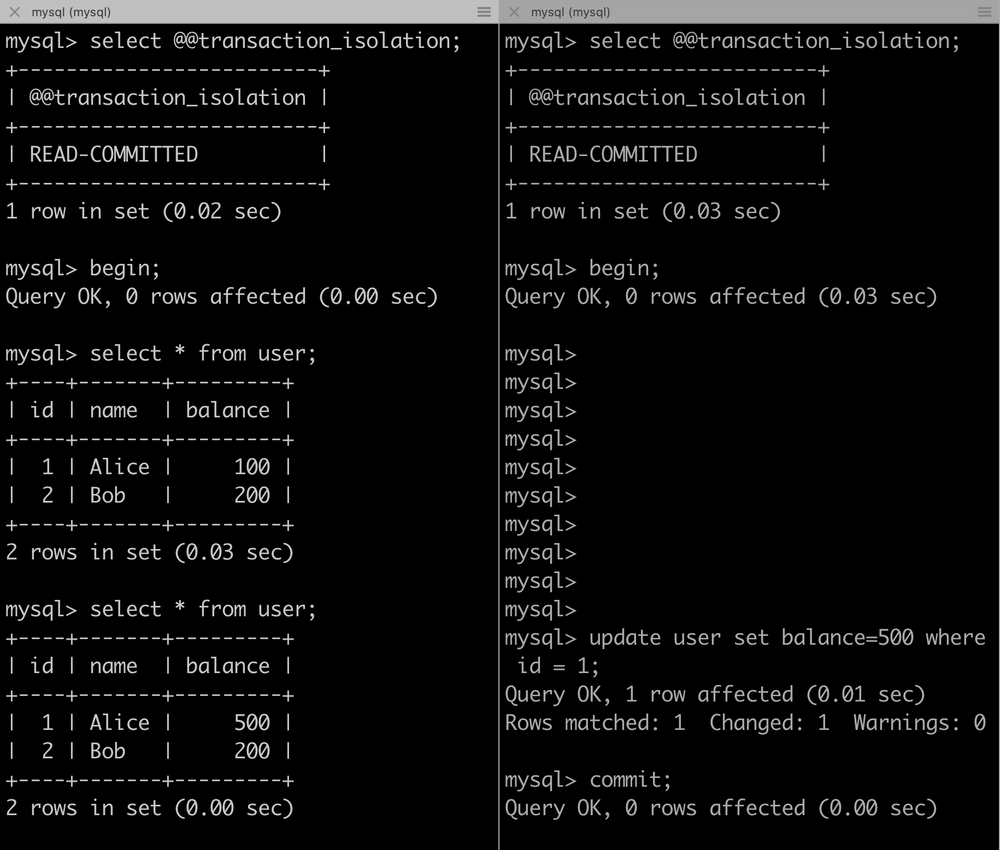 mysql (mysql)
mysql> select @@transaction_isolation;
+-------------------------+
| @@transaction_isolation |
+-------------------------+
| READ-COMMITTED          |
+-------------------------+
1 row in set (0.02 sec)
mysql> begin;
Query OK, 0 rows affected (0.00 sec)
mysql> select * from user;
+----+-------+---------+
| id | name  | balance |
+----+-------+---------+
|  1 | Alice |     100 |
|  2 | Bob   |     200 |
+----+-------+---------+
2 rows in set (0.03 sec)
mysql> select * from user;
+----+-------+---------+
| id | name  | balance |
+----+-------+---------+
|  1 | Alice |     500 |
|  2 | Bob   |     200 |
+----+-------+---------+
2 rows in set (0.00 sec)
mysql (mysql)
mysql> select @@transaction_isolation;
+-------------------------+
| @@transaction_isolation |
+-------------------------+
| READ-COMMITTED          |
+-------------------------+
1 row in set (0.03 sec)
mysql> begin;
Query OK, 0 rows affected (0.03 sec)
mysql>
mysql>
mysql>
mysql>
mysql>
mysql>
mysql>
mysql>
mysql>
mysql>
mysql> update user set balance=500 where
 id = 1;
Query OK, 1 row affected (0.01 sec)
Rows matched: 1  Changed: 1  Warnings: 0
mysql> commit;
Query OK, 0 rows affected (0.00 sec)